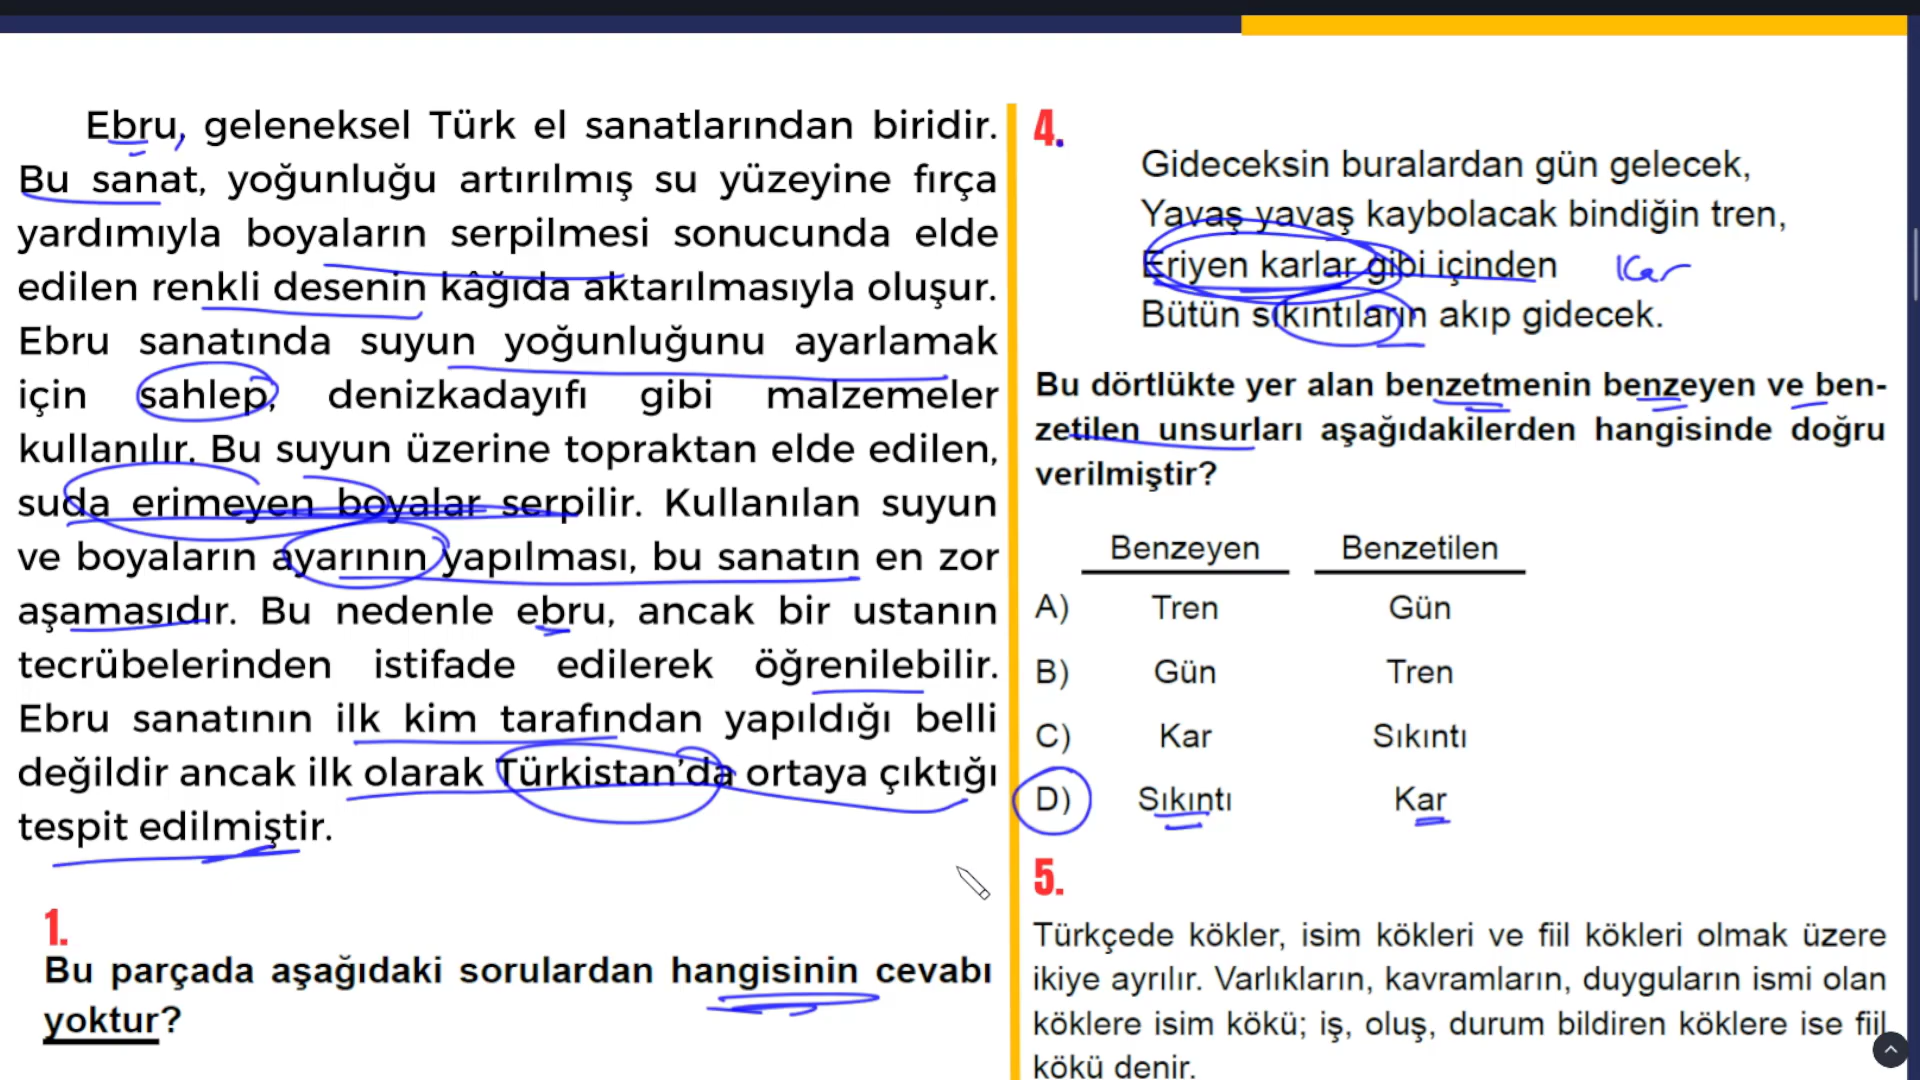 Ebru, geleneksel Türk el sanatlarından biridir.
Bu sanat, yoğunluğu artırılmış su yüzeyine fırça
yardımıyla boyaların serpilmesi sonucunda elde
edilen renkli desenin kâğıda aktarılmasıyla oluşur.
Ebru sanatında suyun yoğunluğunu ayarlamak
için sahlep, denizkadayıfı gibi malzemeler
kullanılır. Bu suyun üzerine topraktan elde edilen,
suda erimeyen boyalar serpilir. Kullanılan suyun
ve boyaların ayarının yapılması, bu sanatın en zor
aşamasıdır. Bu nedenle ebru, ancak bir ustanın
tecrübelerinden istifade edilerek öğrenilebilir.
Ebru sanatının ilk kim tarafından yapıldığı belli
değildir ancak ilk olarak Türkistan'da ortaya çıktığı
tespit edilmiştir.
1.
Bu parçada aşağıdaki sorulardan hangisinin cevabı
yoktur?
4.
Gideceksin buralardan gün gelecek,
Yavaş yavaş kaybolacak bindiğin tren,
Eriyen karlar gibi içinden Kar
Bütün sıkıntıların akıp gidecek.
Bu dörtlükte yer alan benzetmenin benzeyen ve ben-
zetilen unsurları aşağıdakilerden hangisinde doğru
verilmiştir?
Benzeyen Benzetilen
A) Tren Gün
B) Gün Tren
C) Kar Sıkıntı
D) Sıkıntı Kar
5.
Türkçede kökler, isim kökleri ve fiil kökleri olmak üzere
ikiye ayrılır. Varlıkların, kavramların, duyguların ismi olan
köklere isim kökü; iş, oluş, durum bildiren köklere ise fiil
kökü denir.